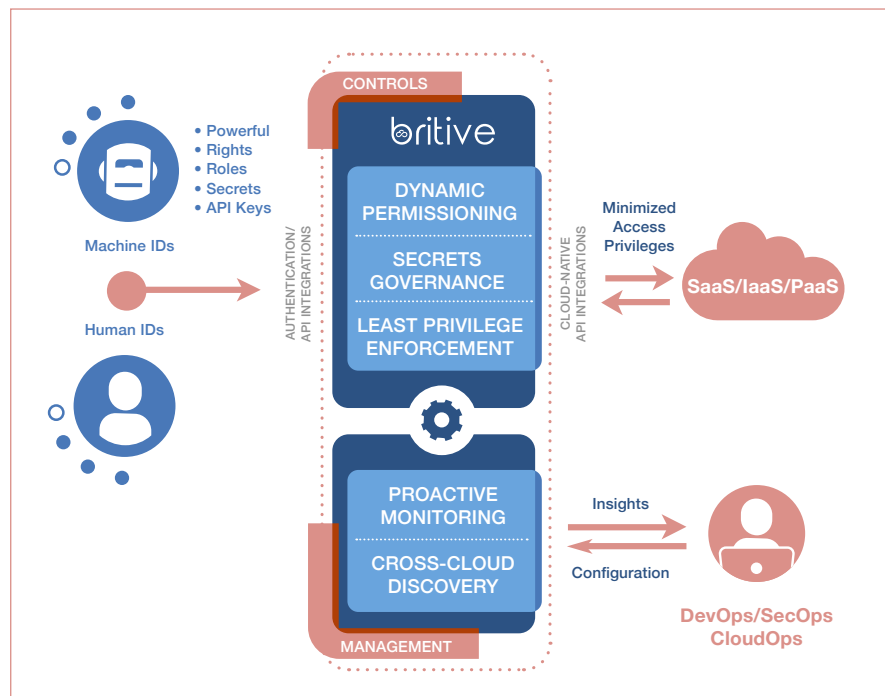 CONTROLS
britive
• Powerful
• Rights
• Roles
• Secrets
• API Keys
Machine IDs
Human IDs
AUTHENTICATION/
API INTEGRATIONS
DYNAMIC
PERMISSIONING
SECRETS
GOVERNANCE
LEAST PRIVILEGE
ENFORCEMENT
CLOUD-NATIVE
API INTEGRATIONS
Minimized
Access
Privileges
SaaS/IaaS/PaaS
PROACTIVE
MONITORING
CROSS-CLOUD
DISCOVERY
MANAGEMENT
Insights
Configuration
DevOps/SecOps
CloudOps